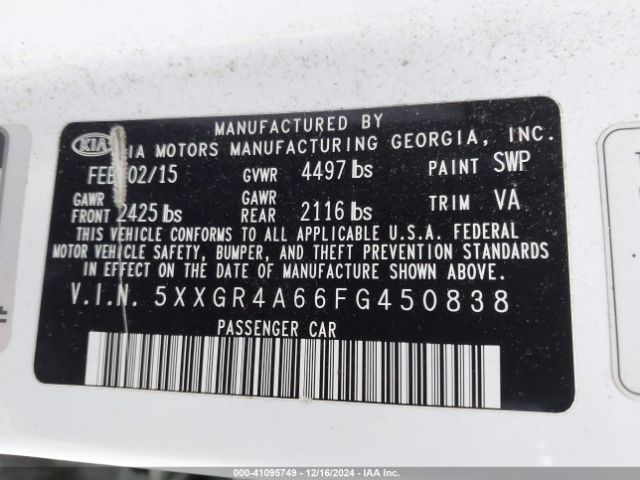 MANUFACTURED BY
KIA KIA MOTORS MANUFACTURING GEORGIA, INC.
FEB 02/15 GVWR 4497 lbs PAINT SWP
GAWR FRONT 2425 lbs GAWR REAR 2116 lbs TRIM VA
THIS VEHICLE CONFORMS TO ALL APPLICABLE U.S.A. FEDERAL
MOTOR VEHICLE SAFETY, BUMPER, AND THEFT PREVENTION STANDARDS
IN EFFECT ON THE DATE OF MANUFACTURE SHOWN ABOVE.
V.I.N. 5XXGR4A66FG450838
PASSENGER CAR
000-41095749 - 12/16/2024 - IAA Inc.